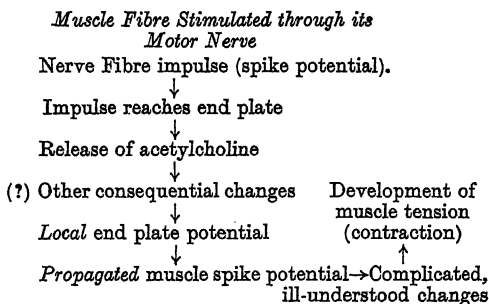 Muscle Fibre Stimulated through its
Motor Nerve
Nerve Fibre impulse (spike potential).
↓
Impulse reaches end plate
↓
Release of acetylcholine
↓
(?) Other consequential changes
↓
Local end plate potential
↓
Propagated muscle spike potential→Complicated,
ill-understood changes
↑
Development of
muscle tension
(contraction)